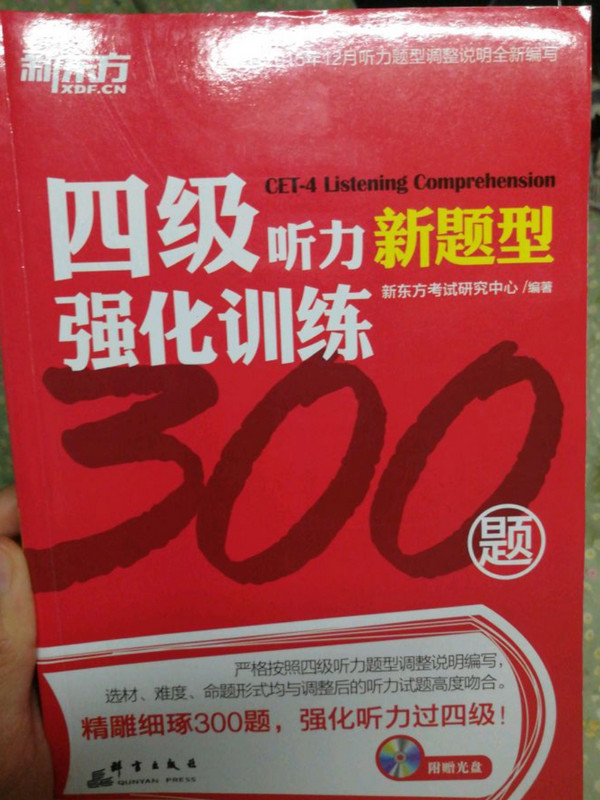 新东方
XDF.CN
16年12月听力题型调整说明全新编写
CET-4 Listening Comprehension
四级听力新题型
新东方考试研究中心/编著
强化训练
300题
严格按照四级听力题型调整说明编写,
选材、难度、命题形式均与调整后的听力试题高度吻合。
精雕细琢300题,强化听力过四级!
群言出版社
QUNYAN PRESS
附赠光盘